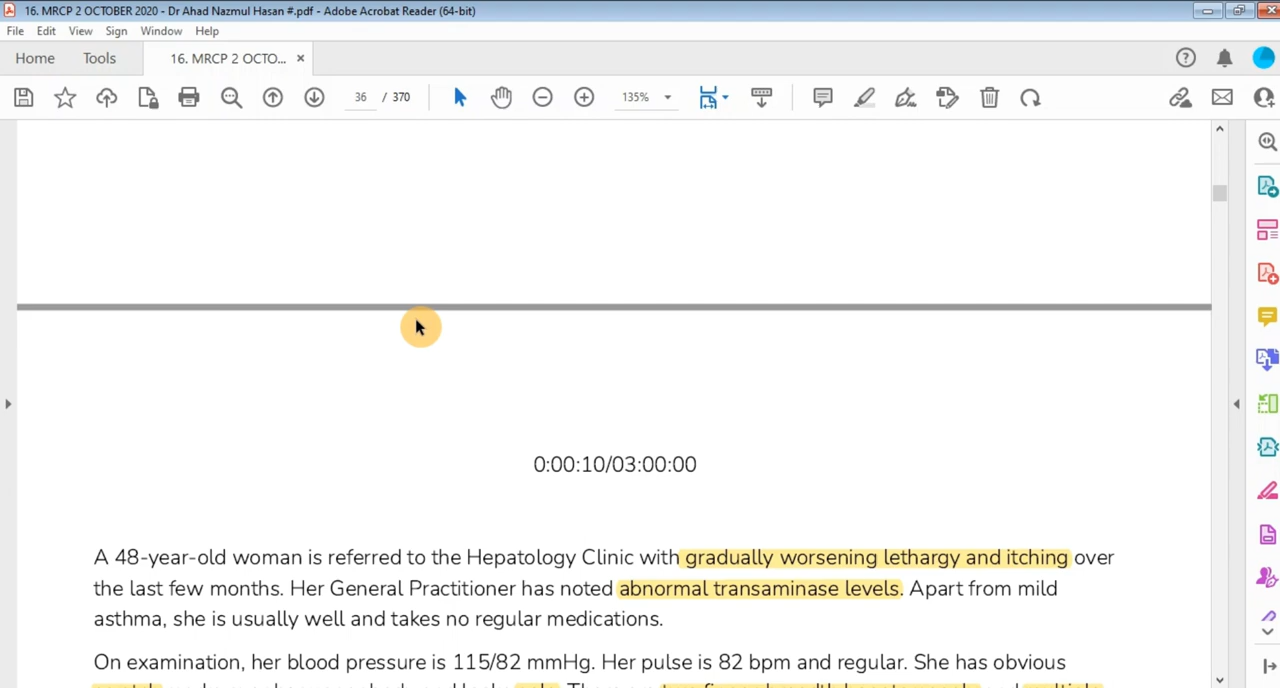 16. MRCP 2 OCTOBER 2020 - Dr Ahad Nazmul Hasan #.pdf - Adobe Acrobat Reader (64-bit)
File Edit View Sign Window Help
Home Tools 16. MRCP 2 OCTO... ×
36 / 370 135%
0:00:10/03:00:00
A 48-year-old woman is referred to the Hepatology Clinic with gradually worsening lethargy and itching over
the last few months. Her General Practitioner has noted abnormal transaminase levels. Apart from mild
asthma, she is usually well and takes no regular medications.
On examination, her blood pressure is 115/82 mmHg. Her pulse is 82 bpm and regular. She has obvious